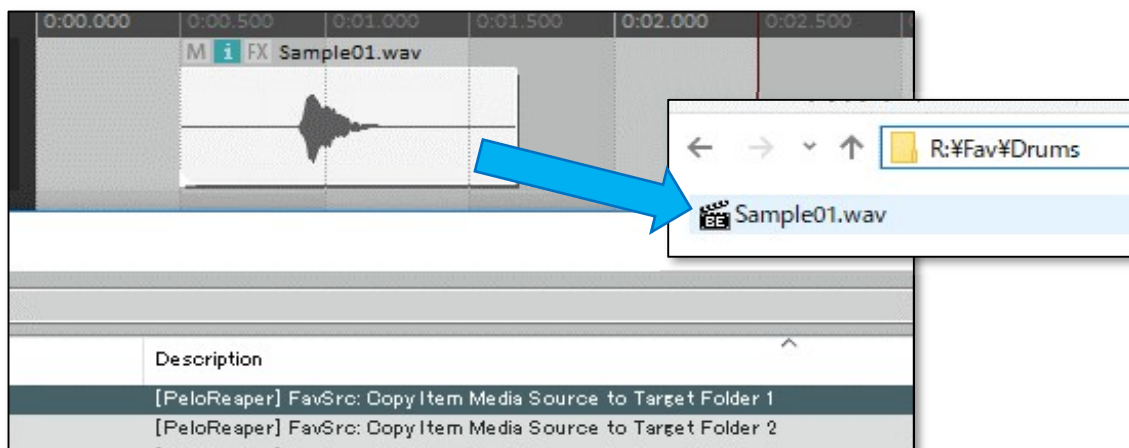 0:00.000 0:00.500 0:01.000 0:01.500 0:02.000 0:02.500
M i FX Sample01.wav
R:¥Fav¥Drums
BE Sample01.wav
Description
[PeloReaper] FavSrc: Copy Item Media Source to Target Folder 1
[PeloReaper] FavSrc: Copy Item Media Source to Target Folder 2